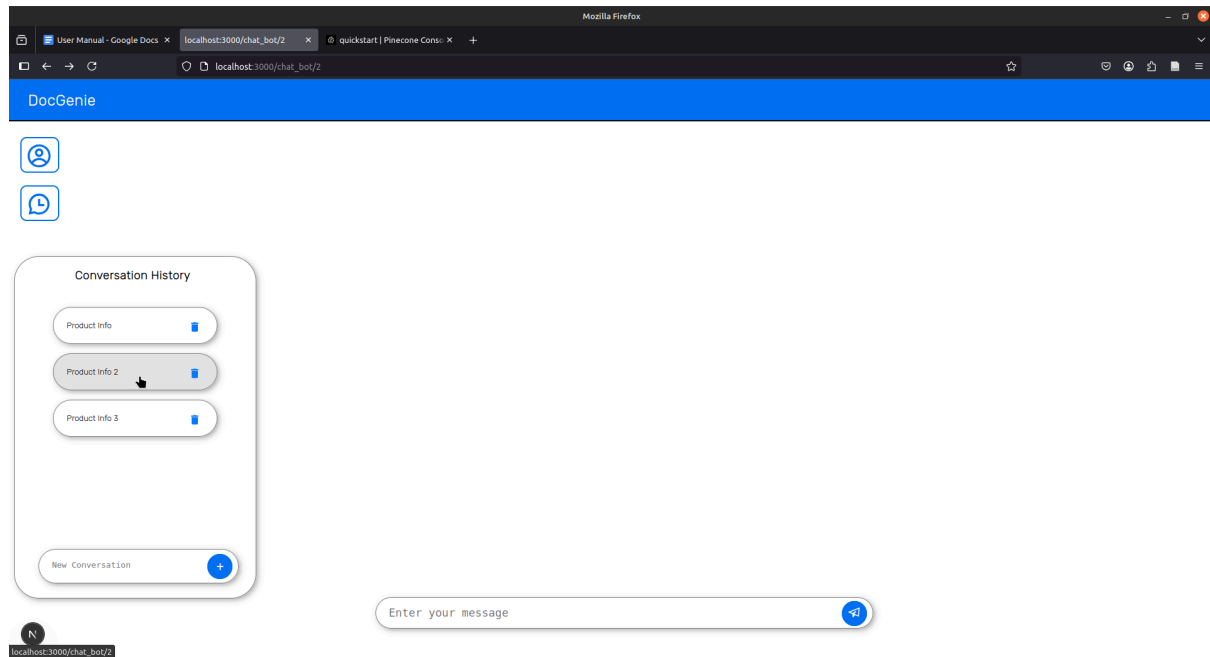 Mozilla Firefox
User Manual - Google Docs
localhost:3000/chat_bot/2
quickstart | Pinecone Conso
localhost:3000/chat_bot/2
DocGenie
Conversation History
Product Info
Product Info 2
Product Info 3
New Conversation
Enter your message
N
localhost:3000/chat_bot/2